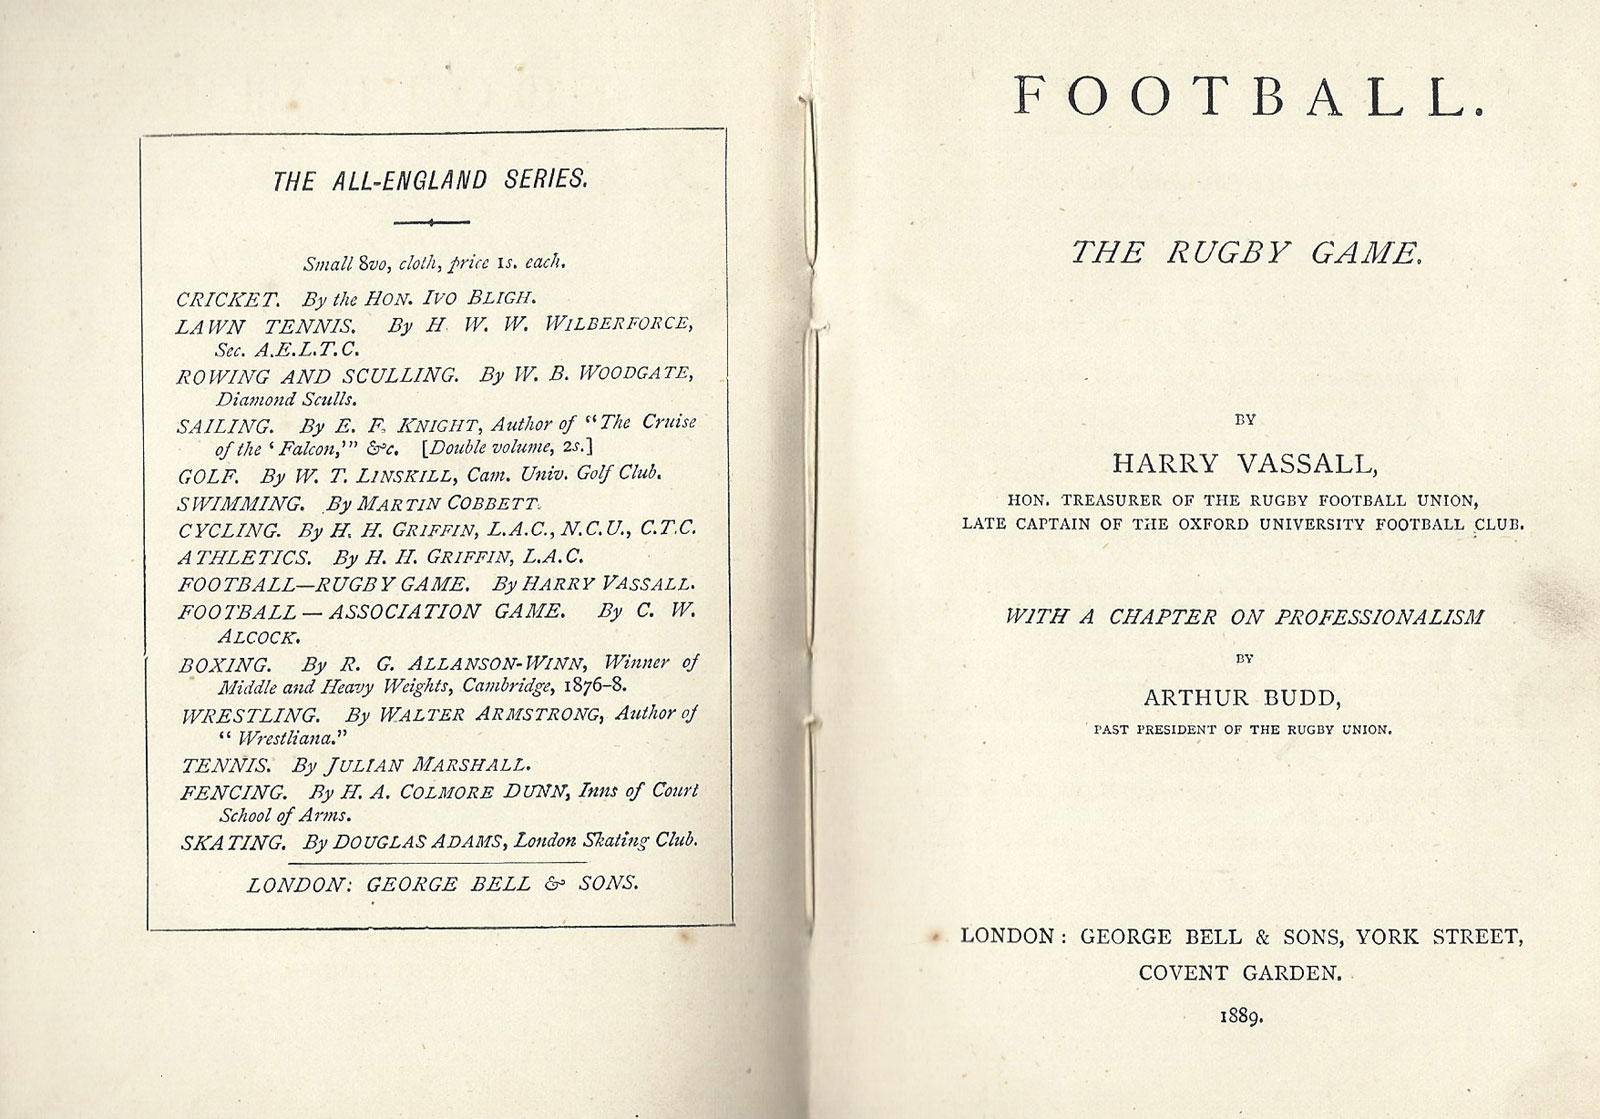 THE ALL-ENGLAND SERIES.
Small 8vo, cloth, price 1s. each.
CRICKET. By the HON. IVO BLIGH.
LAWN TENNIS. By H. W. W. WILBERFORCE,
Sec. A.E.L.T.C.
ROWING AND SCULLING. By W. B. WOODGATE,
Diamond Sculls.
SAILING. By E. F. KNIGHT, Author of "The Cruise
of the 'Falcon,'" &c. [Double volume, 2s.]
GOLF. By W. T. LINSKILL, Cam. Univ. Golf Club.
SWIMMING. By MARTIN COBBETT.
CYCLING. By H. H. GRIFFIN, L.A.C., N.C.U., C.T.C.
ATHLETICS. By H. H. GRIFFIN, L.A.C.
FOOTBALL—RUGBY GAME. By HARRY VASSALL.
FOOTBALL — ASSOCIATION GAME. By C. W.
ALCOCK.
BOXING. By R. G. ALLANSON-WINN, Winner of
Middle and Heavy Weights, Cambridge, 1876-8.
WRESTLING. By WALTER ARMSTRONG, Author of
"Wrestliana."
TENNIS. By JULIAN MARSHALL.
FENCING. By H. A. COLMORE DUNN, Inns of Court
School of Arms.
SKATING. By DOUGLAS ADAMS, London Skating Club.
LONDON: GEORGE BELL & SONS.
FOOTBALL.
THE RUGBY GAME.
BY
HARRY VASSALL,
HON. TREASURER OF THE RUGBY FOOTBALL UNION,
LATE CAPTAIN OF THE OXFORD UNIVERSITY FOOTBALL CLUB.
WITH A CHAPTER ON PROFESSIONALISM
BY
ARTHUR BUDD,
PAST PRESIDENT OF THE RUGBY UNION.
LONDON: GEORGE BELL & SONS, YORK STREET,
COVENT GARDEN.
1889.